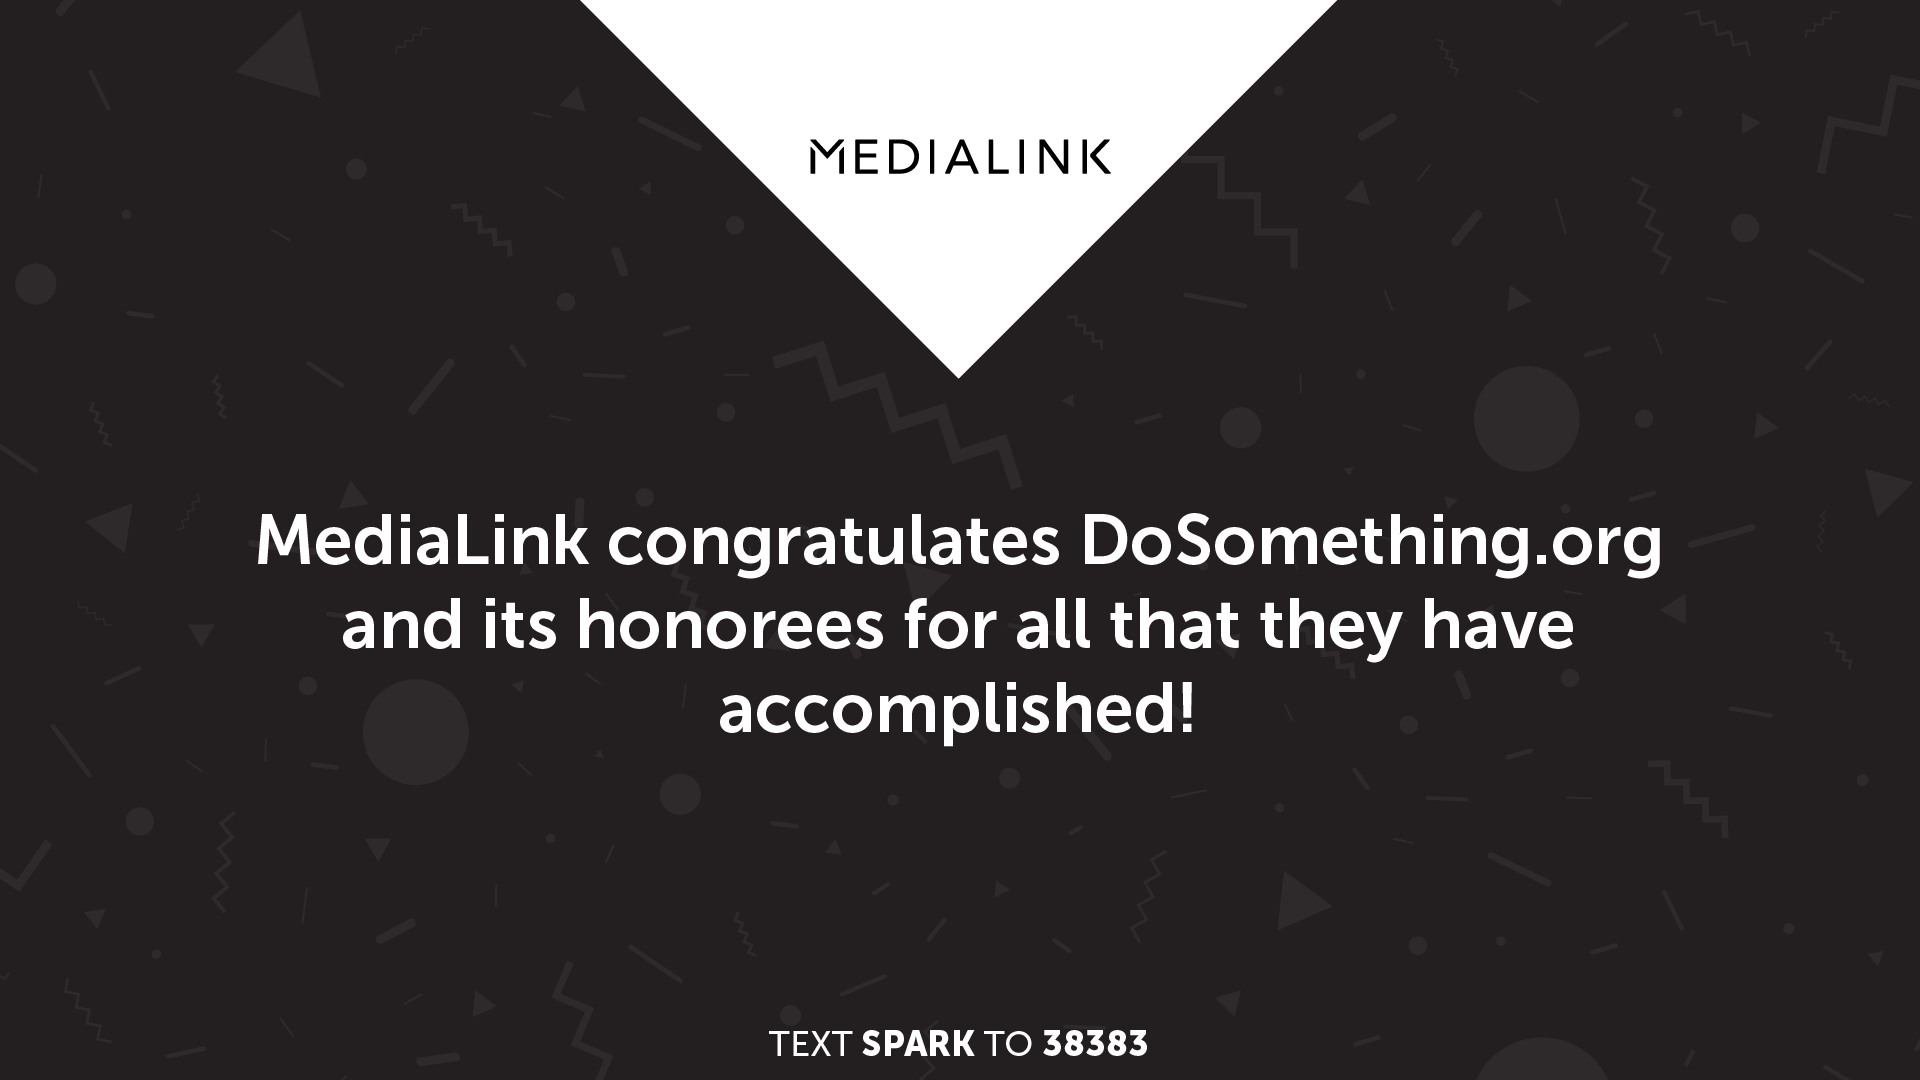 MEDIALINK
MediaLink congratulates DoSomething.org
and its honorees for all that they have
accomplished!
TEXT SPARK TO 38383